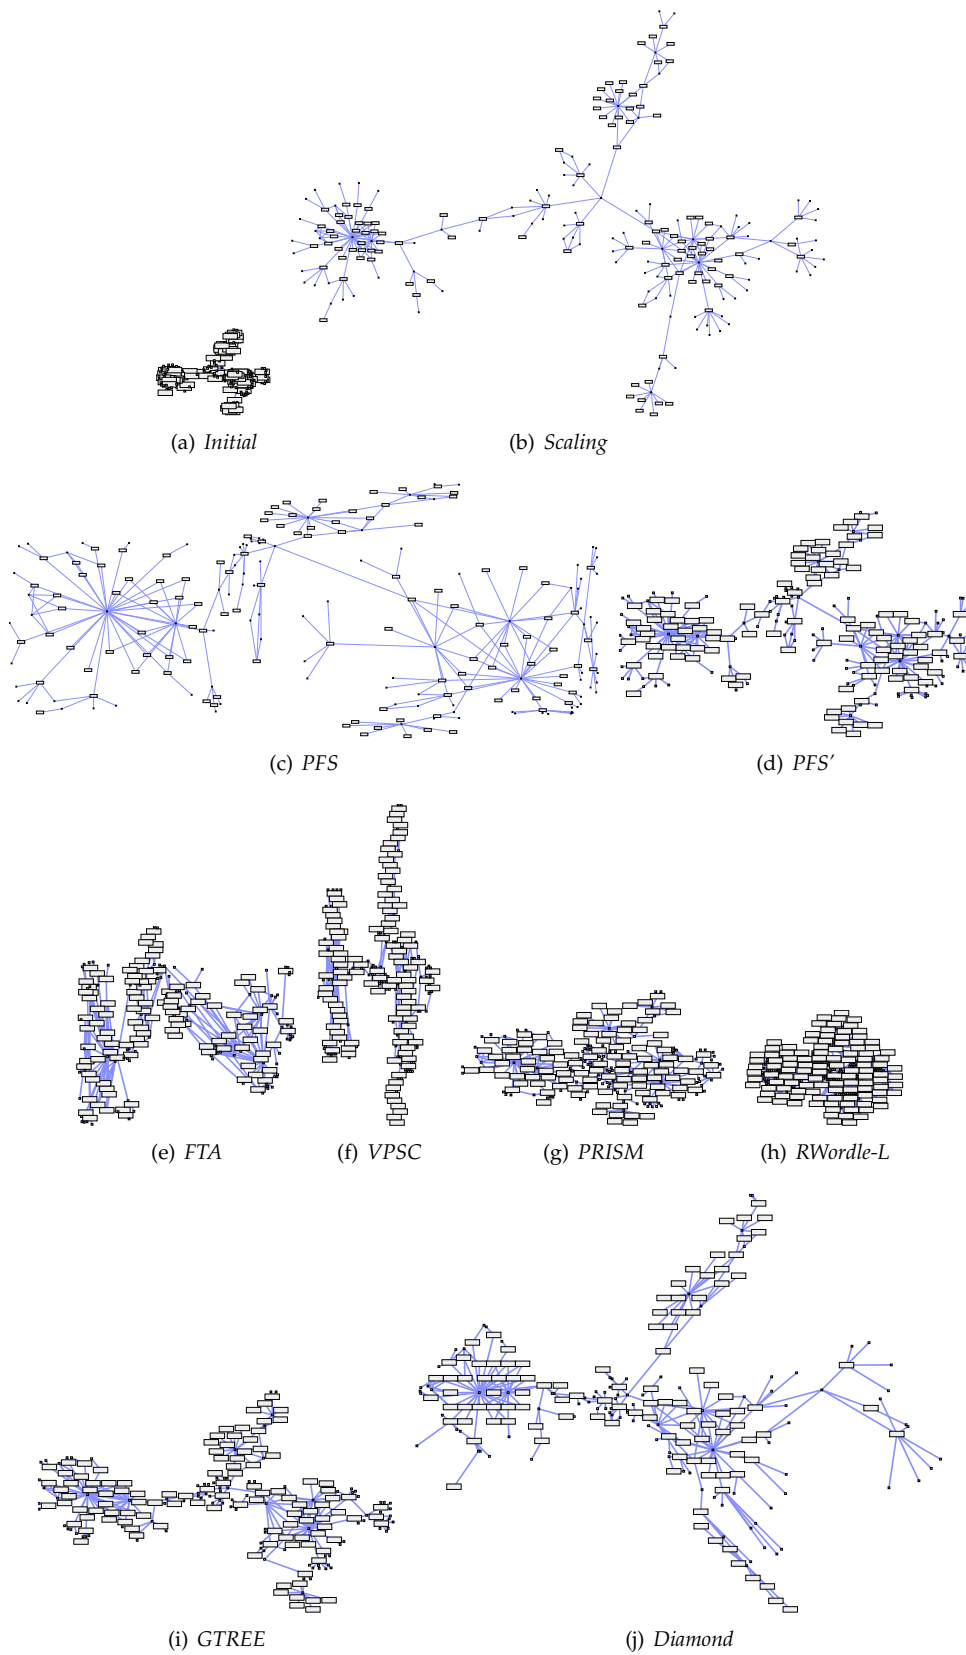 (a) Initial
(b) Scaling
(c) PFS
(d) PFS′
(e) FTA
(f) VPSC
(g) PRISM
(h) RWordle-L
(i) GTREE
(j) Diamond